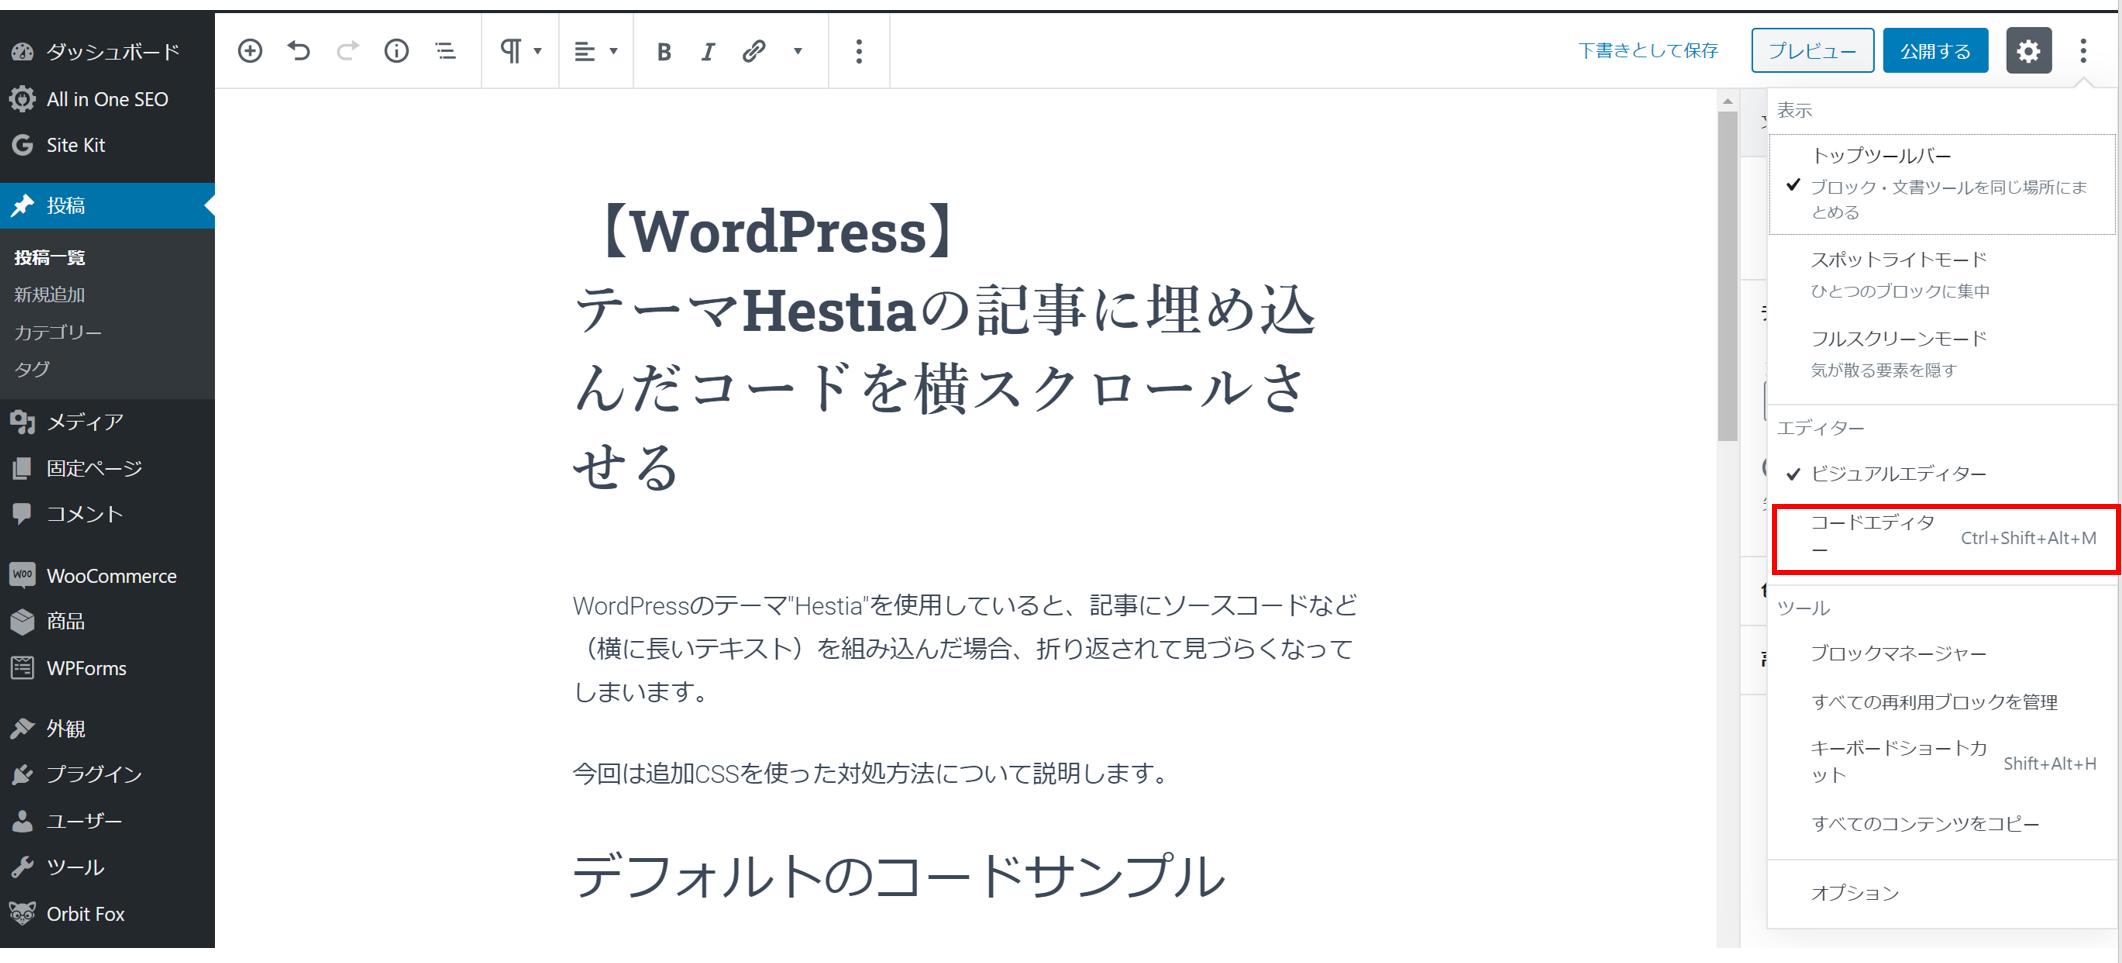 ダッシュボード
All in One SEO
Site Kit
投稿
投稿一覧
新規追加
カテゴリー
タグ
メディア
固定ページ
コメント
WooCommerce
商品
WPForms
外観
プラグイン
ユーザー
ツール
Orbit Fox
下書きとして保存
プレビュー
公開する
【WordPress】
テーマHestiaの記事に埋め込
んだコードを横スクロールさ
せる
WordPressのテーマ"Hestia"を使用していると、記事にソースコードなど
（横に長いテキスト）を組み込んだ場合、折り返されて見づらくなって
しまいます。
今回は追加CSSを使った対処方法について説明します。
デフォルトのコードサンプル
表示
トップツールバー
ブロック・文書ツールを同じ場所にま
とめる
スポットライトモード
ひとつのブロックに集中
フルスクリーンモード
気が散る要素を隠す
エディター
ビジュアルエディター
コードエディタ
ー
Ctrl+Shift+Alt+M
ツール
ブロックマネージャー
すべての再利用ブロックを管理
キーボードショートカ
ット
Shift+Alt+H
すべてのコンテンツをコピー
オプション